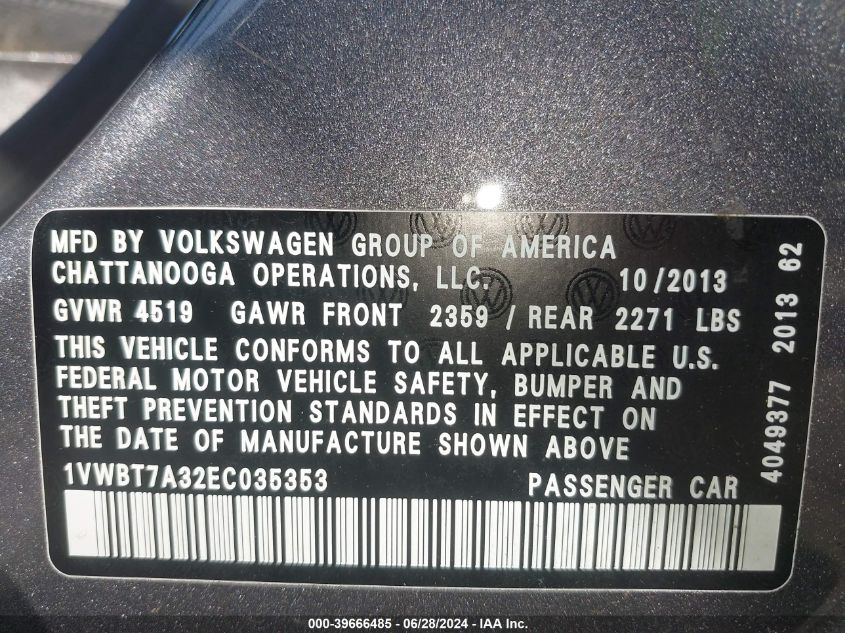 MFD BY VOLKSWAGEN GROUP OF AMERICA
CHATTANOOGA OPERATIONS, LLC. 10/2013
GVWR 4519 GAWR FRONT 2359 / REAR 2271 LBS
THIS VEHICLE CONFORMS TO ALL APPLICABLE U.S.
FEDERAL MOTOR VEHICLE SAFETY, BUMPER AND
THEFT PREVENTION STANDARDS IN EFFECT ON
THE DATE OF MANUFACTURE SHOWN ABOVE
1VWBT7A32EC035353 PASSENGER CAR
4049377 2013 62
000-39666485 - 06/28/2024 - IAA Inc.